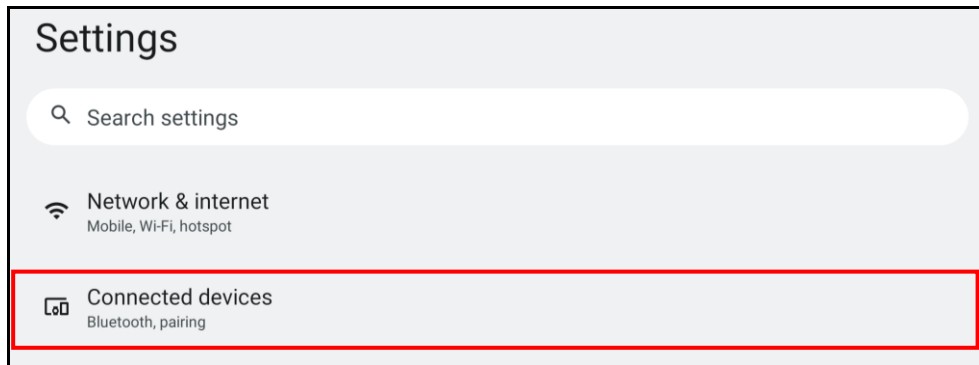 Settings
Search settings
Network & internet
Mobile, Wi-Fi, hotspot
Connected devices
Bluetooth, pairing